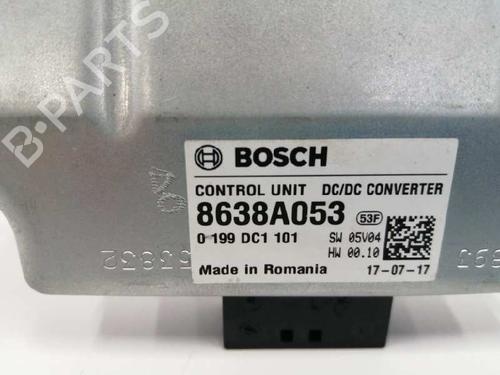 B-PARTS
BOSCH
CONTROL UNIT DC/DC CONVERTER
8638A053 53F
0 199 DC1 101 SW 05V04
HW 00.10
Made in Romania 17-07-17